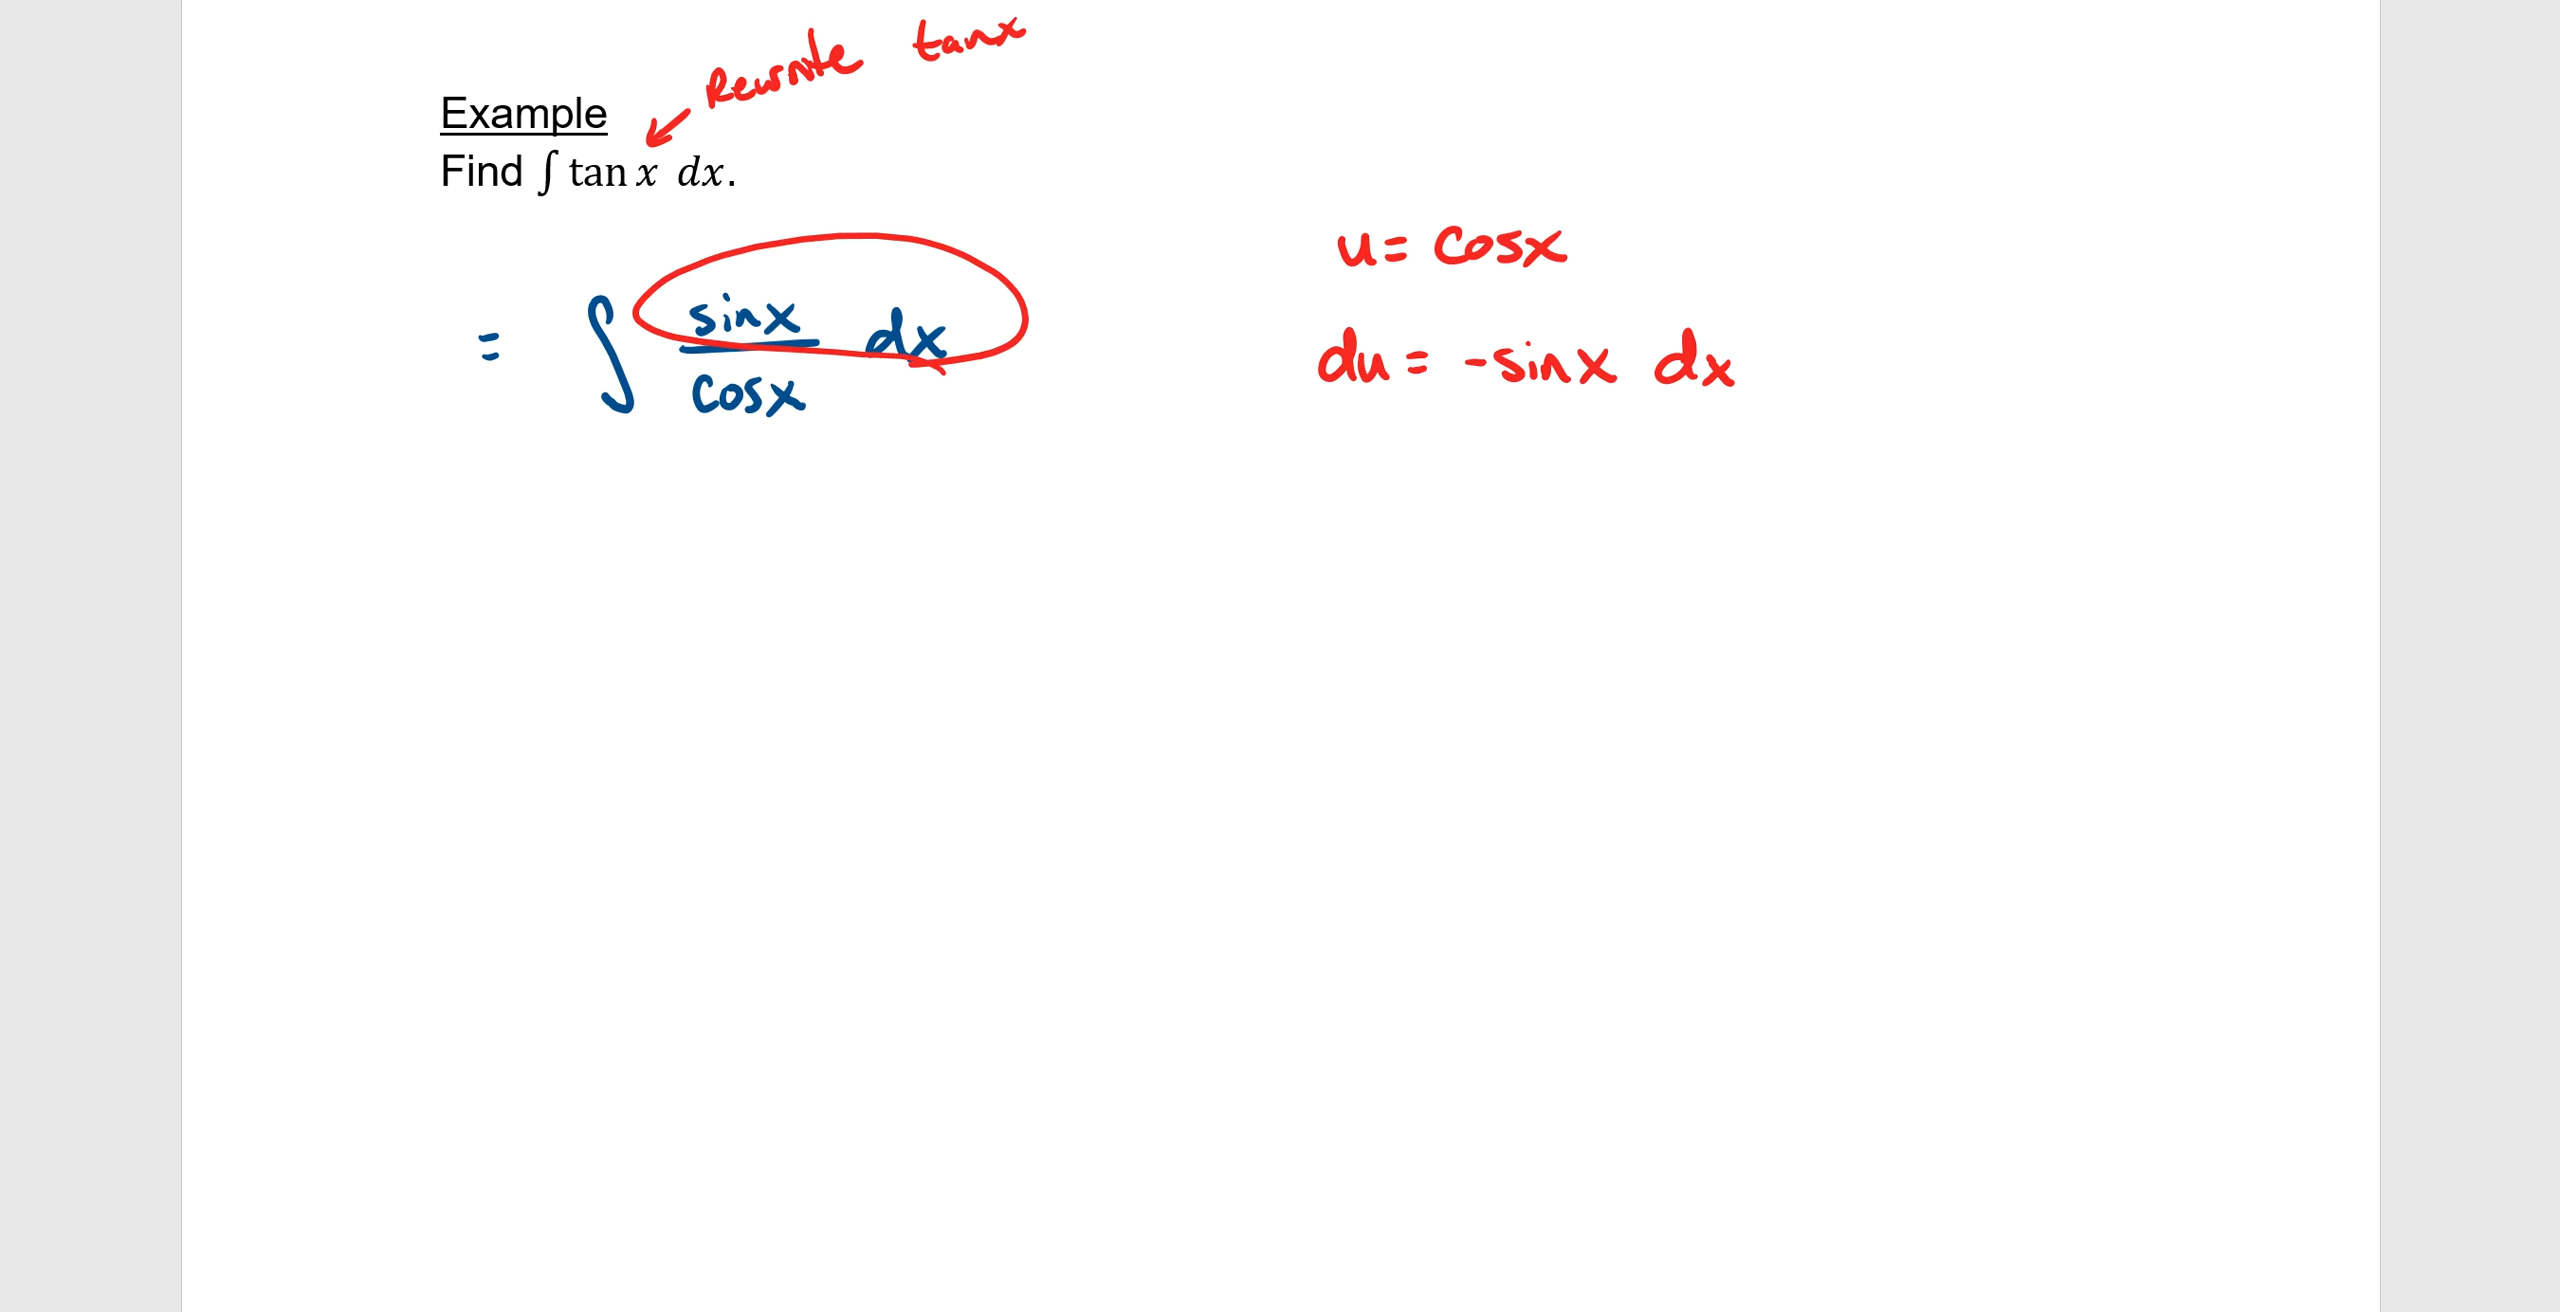 Rewrite tanx
Example
Find ∫ tan x dx.
u = cosx
= ∫ sinx/cosx dx
du = -sinx dx